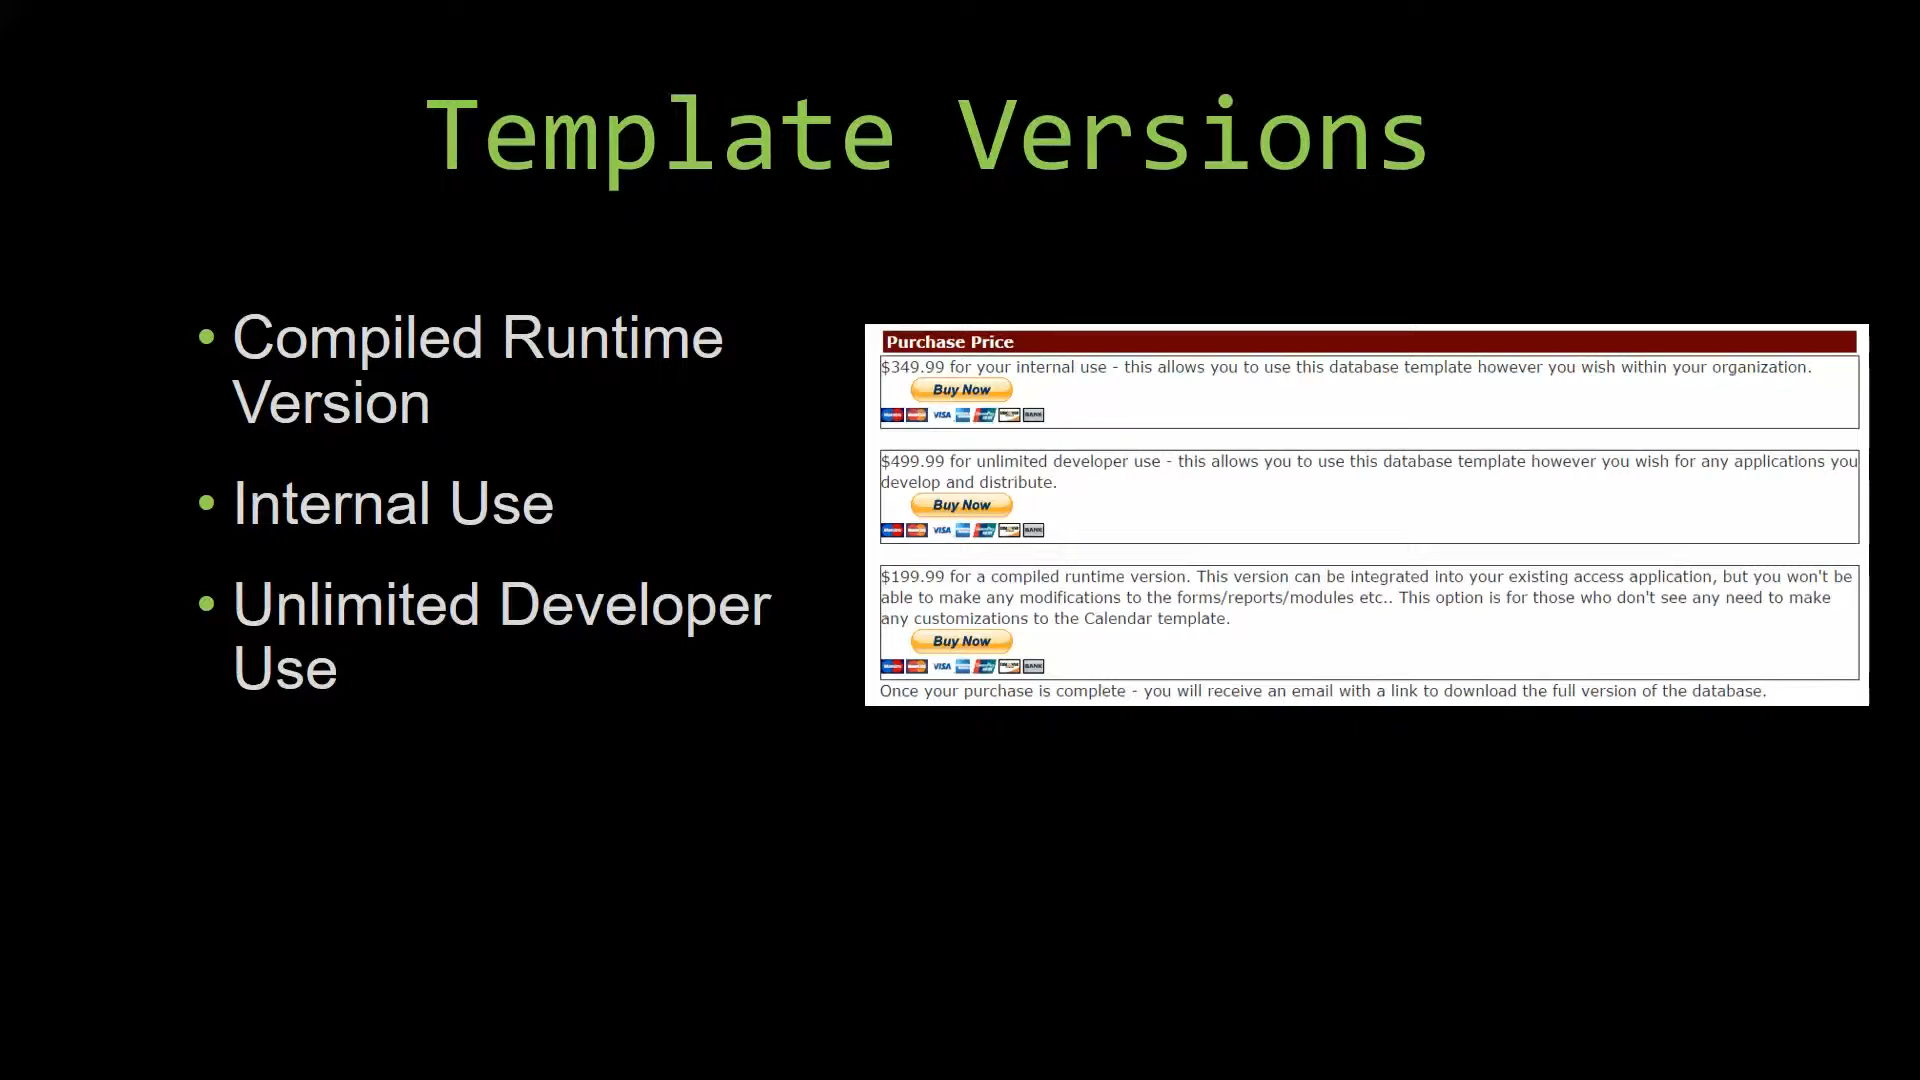 Template Versions
• Compiled Runtime
Version
• Internal Use
• Unlimited Developer
Use
Purchase Price
$349.99 for your internal use - this allows you to use this database template however you wish within your organization.
Buy Now
VISA
BANK
$499.99 for unlimited developer use - this allows you to use this database template however you wish for any applications you
develop and distribute.
Buy Now
VISA
BANK
$199.99 for a compiled runtime version. This version can be integrated into your existing access application, but you won't be
able to make any modifications to the forms/reports/modules etc.. This option is for those who don't see any need to make
any customizations to the Calendar template.
Buy Now
VISA
BANK
Once your purchase is complete - you will receive an email with a link to download the full version of the database.